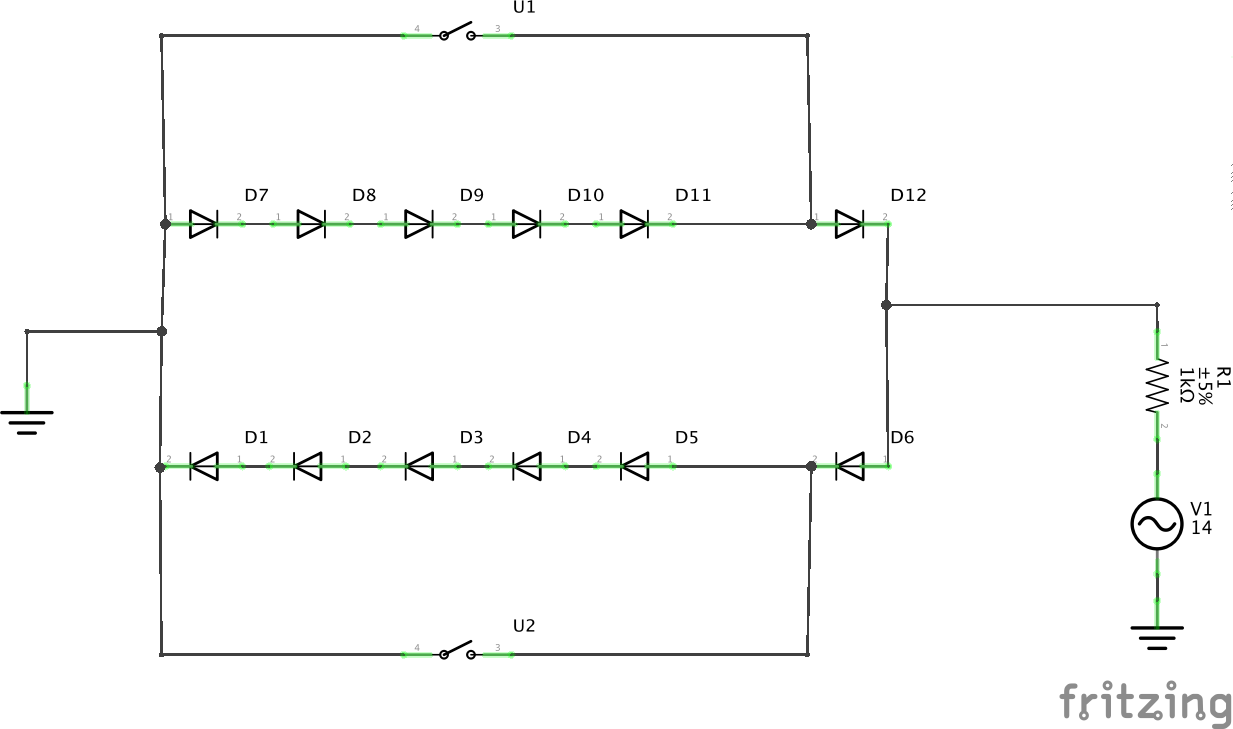 U1
4 3
D7 D8 D9 D10 D11 D12
1 2 1 2 1 2 1 2 1 2 1 2
D1 D2 D3 D4 D5 D6
2 1 2 1 2 1 2 1 2 1 2 1
U2
4 3
1
R1
±5%
1kΩ
2
V1
14
fritzing